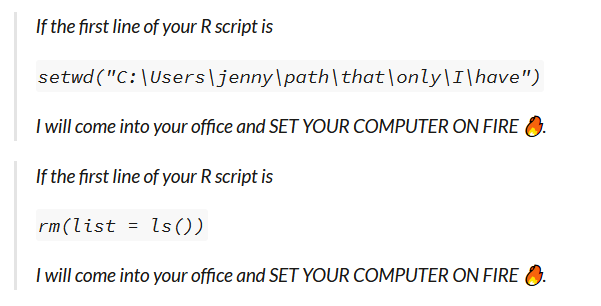 If the first line of your R script is
setwd("C:\Users\jenny\path\that\only\I\have")
I will come into your office and SET YOUR COMPUTER ON FIRE 🔥.
If the first line of your R script is
rm(list = ls())
I will come into your office and SET YOUR COMPUTER ON FIRE 🔥.